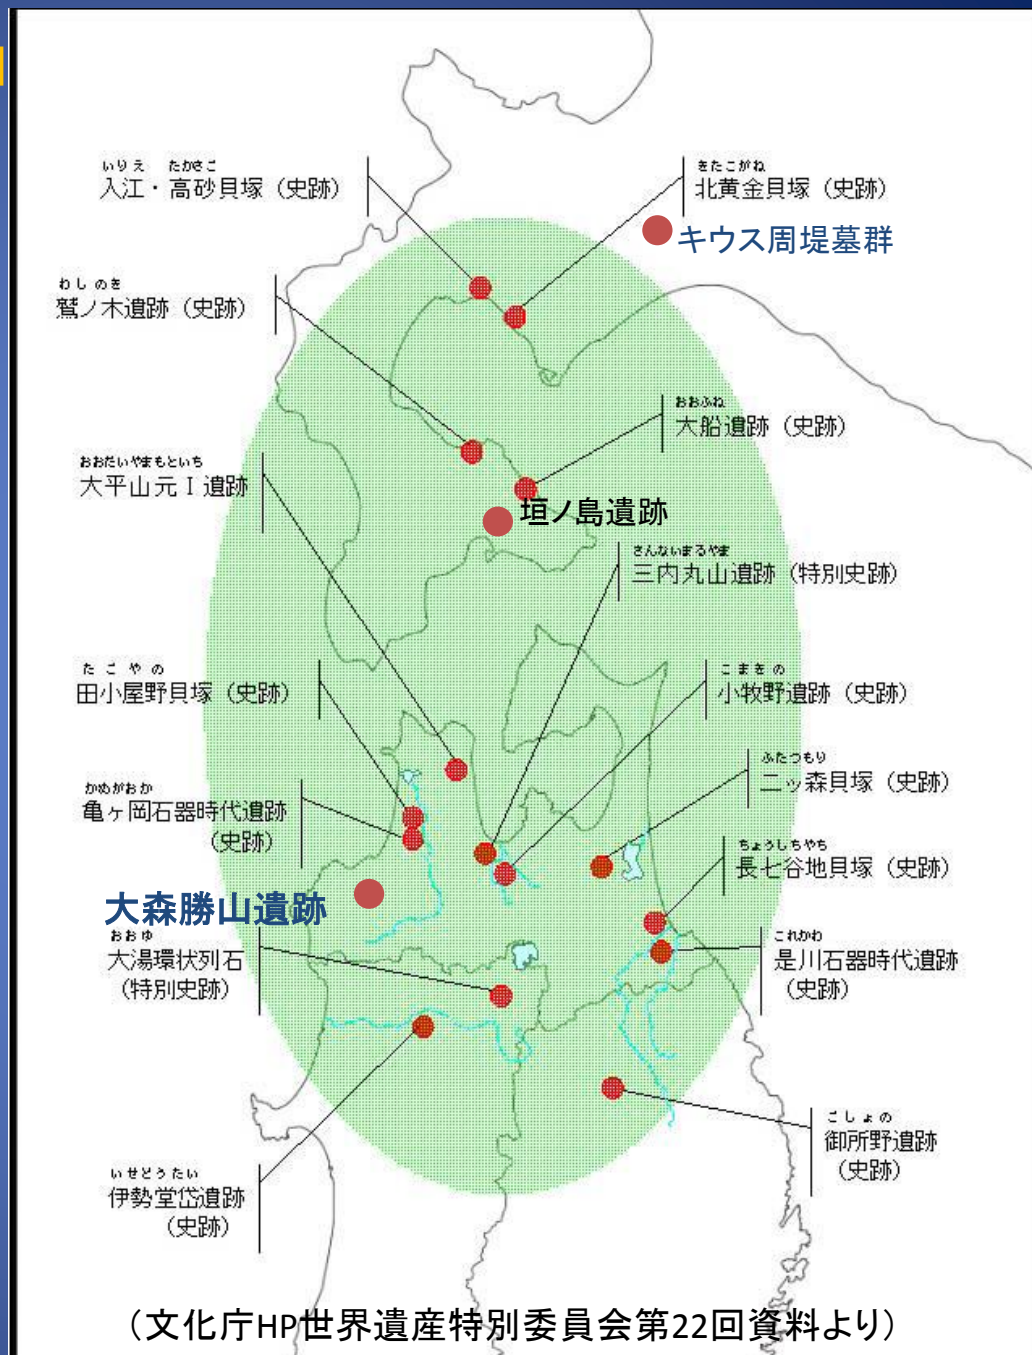 いりえ　たかさご
入江・高砂貝塚（史跡）
きたこがね
北黄金貝塚（史跡）
キウス周堤墓群
わしのき
鷲ノ木遺跡（史跡）
おおふね
大船遺跡（史跡）
おおだいやまもといち
大平山元Ⅰ遺跡
垣ノ島遺跡
さんないまるやま
三内丸山遺跡（特別史跡）
たこやの
田小屋野貝塚（史跡）
こまきの
小牧野遺跡（史跡）
ふたつもり
二ッ森貝塚（史跡）
かめがおか
亀ヶ岡石器時代遺跡
（史跡）
ちょうしちやち
長七谷地貝塚（史跡）
大森勝山遺跡
おおゆ
大湯環状列石
（特別史跡）
これかわ
是川石器時代遺跡
（史跡）
ごしょの
御所野遺跡
（史跡）
いせどうたい
伊勢堂岱遺跡
（史跡）
（文化庁HP世界遺産特別委員会第22回資料より）